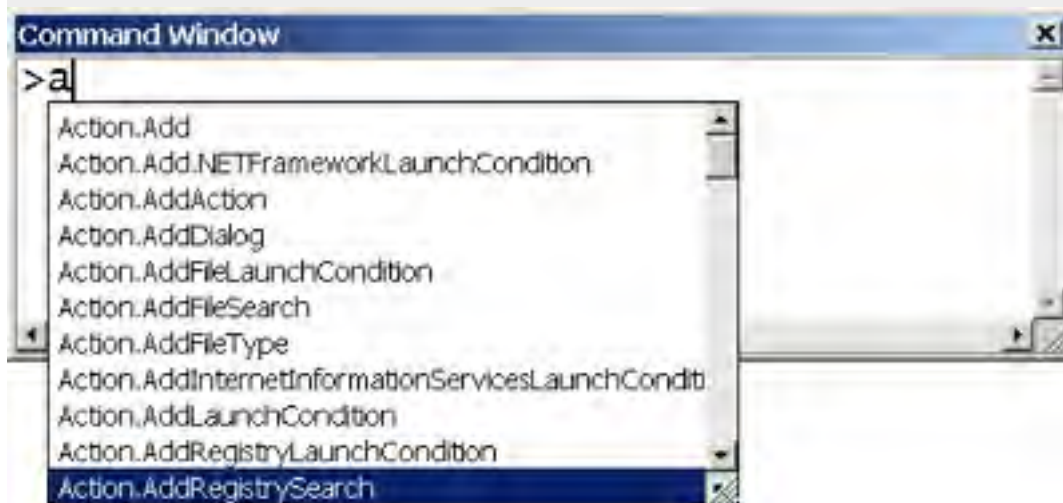 Command Window
>a
Action.Add
Action.Add.NETFrameworkLaunchCondition
Action.AddAction
Action.AddDialog
Action.AddFileLaunchCondition
Action.AddFileSearch
Action.AddFileType
Action.AddInternetInformationServicesLaunchConditi
Action.AddLaunchCondition
Action.AddRegistryLaunchCondition
Action.AddRegistrySearch